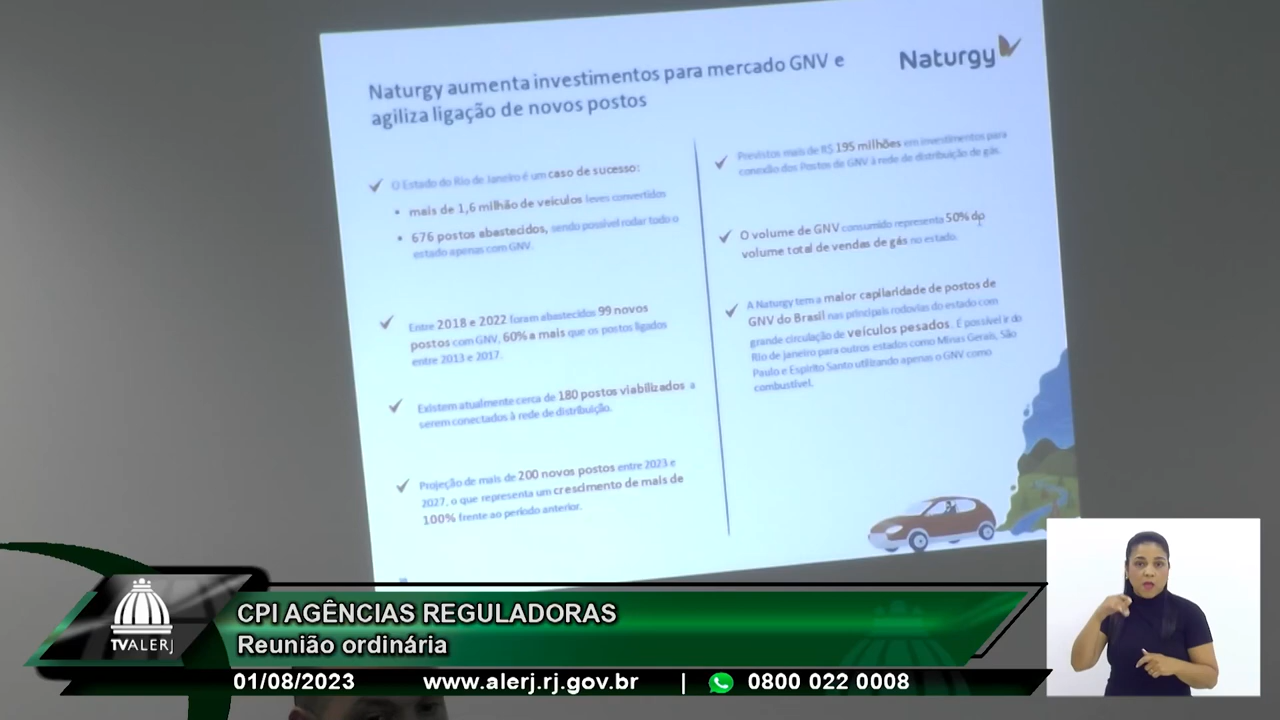 Naturgy aumenta investimentos para mercado GNV e
agiliza ligação de novos postos
Naturgy
O Estado do Rio de Janeiro é um caso de sucesso:
mais de 1,6 milhão de veículos leves convertidos
676 postos abastecidos, sendo possível rodar todo o
estado apenas com GNV.
Entre 2018 e 2022 foram abastecidos 99 novos
postos com GNV, 60% a mais que os postos ligados
entre 2013 e 2017.
Existem atualmente cerca de 180 postos viabilizados a
serem conectados à rede de distribuição.
Projeção de mais de 200 novos postos entre 2023 e
2027, o que representa um crescimento de mais de
100% frente ao período anterior.
Previstos mais de R$ 195 milhões em investimentos para
conexão dos Postos de GNV à rede de distribuição de gás.
O volume de GNV consumido representa 50% do
volume total de vendas de gás no estado.
A Naturgy tem a maior capilaridade de postos de
GNV do Brasil nas principais rodovias do estado com
grande circulação de veículos pesados. É possível ir do
Rio de janeiro para outros estados como Minas Gerais, São
Paulo e Espírito Santo utilizando apenas o GNV como
combustível.
CPI AGÊNCIAS REGULADORAS
Reunião ordinária
TVALERJ
01/08/2023 www.alerj.rj.gov.br | 0800 022 0008